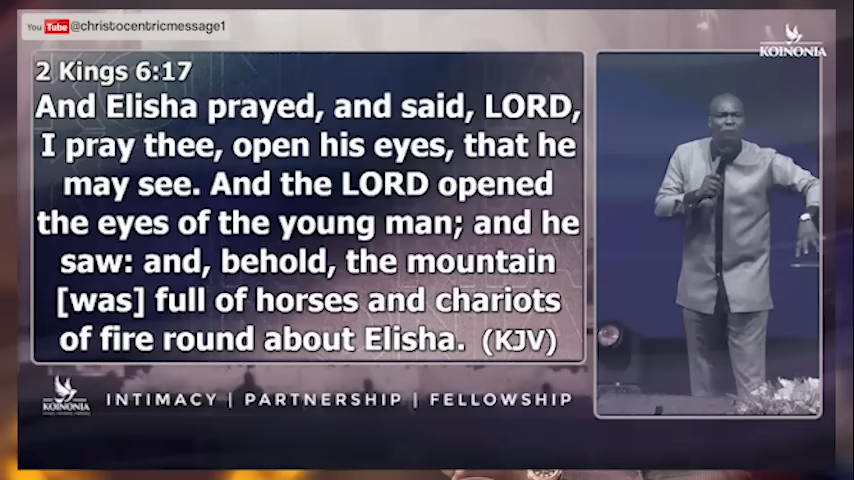 You Tube @christocentricmessage1
KOINONIA
2 Kings 6:17
And Elisha prayed, and said, LORD,
I pray thee, open his eyes, that he
may see. And the LORD opened
the eyes of the young man; and he
saw: and, behold, the mountain
[was] full of horses and chariots
of fire round about Elisha. (KJV)
KOINONIA
INTIMACY | PARTNERSHIP | FELLOWSHIP